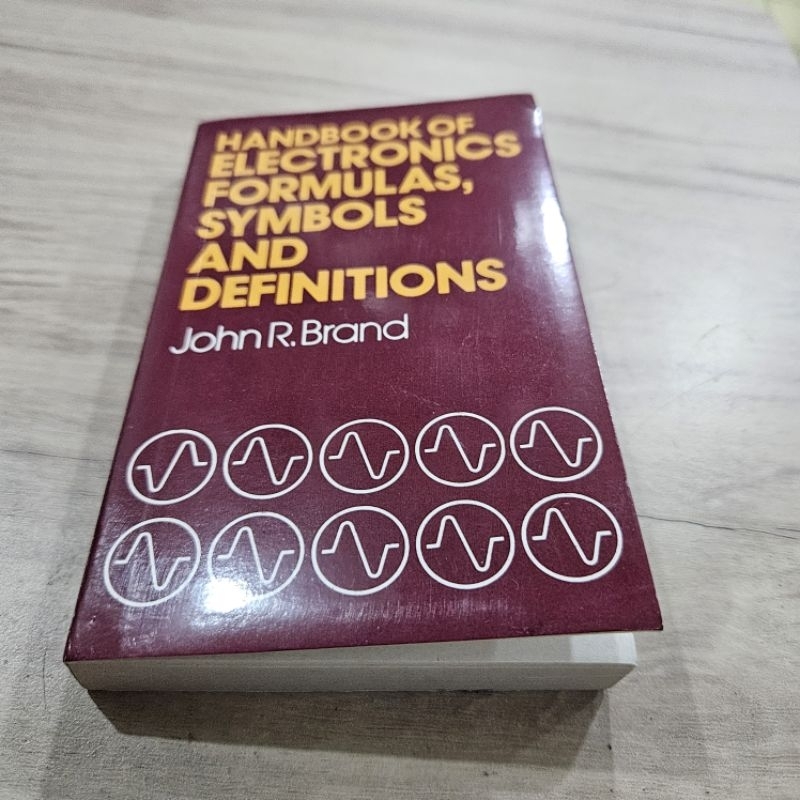 HANDBOOK OF
ELECTRONICS
FORMULAS,
SYMBOLS
AND
DEFINITIONS
John R. Brand